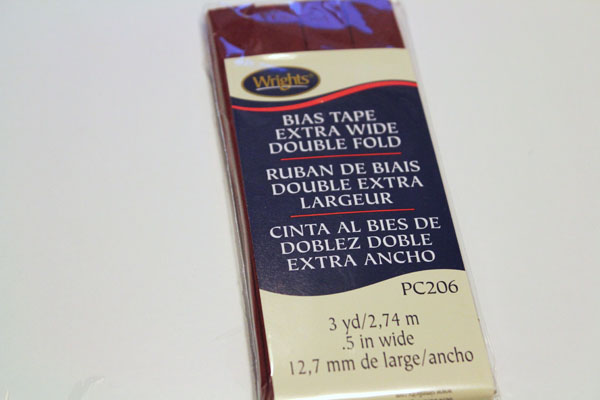 Wrights®
BIAS TAPE
EXTRA WIDE
DOUBLE FOLD
RUBAN DE BIAIS
DOUBLE EXTRA
LARGEUR
CINTA AL BIES DE
DOBLEZ DOBLE
EXTRA ANCHO
PC206
3 yd/2,74 m
.5 in wide
12,7 mm de large/ancho